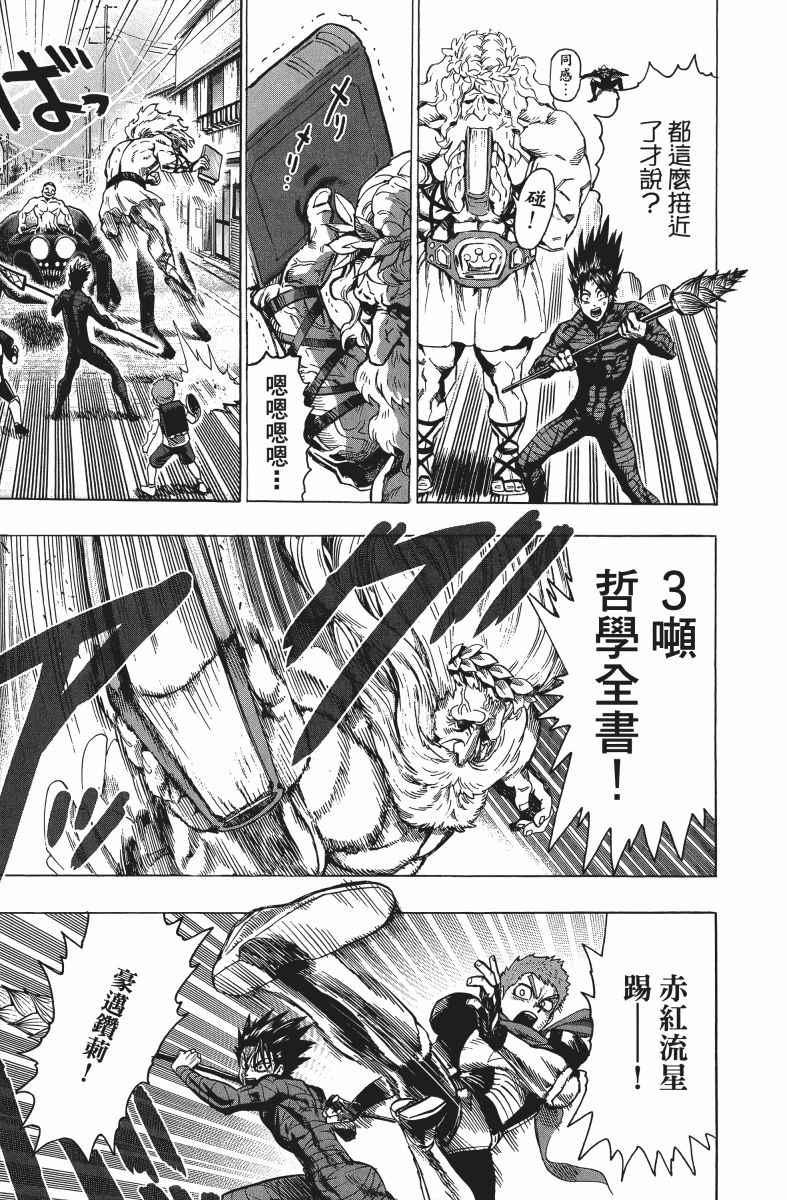 都這麼接近
了才說？
同感…
碰！
メリ
メリ
嗯嗯嗯嗯…
ばっ
3噸
哲學全書！
グ
赤紅流星
踢——！
豪邁鑽莿！